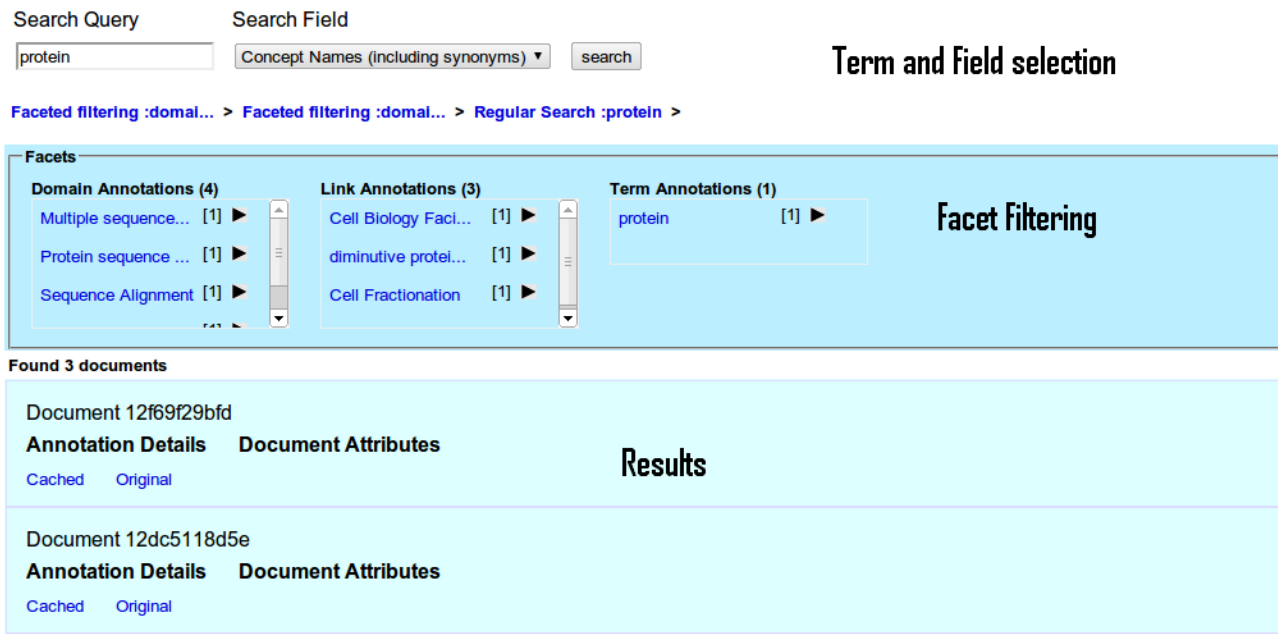 Search Query Search Field
protein Concept Names (including synonyms) ▼ search
Term and Field selection
Faceted filtering :domai... > Faceted filtering :domai... > Regular Search :protein >
Facets
Domain Annotations (4) Link Annotations (3) Term Annotations (1)
Multiple sequence... [1] ► Cell Biology Faci... [1] ► protein [1] ►
Facet Filtering
Protein sequence ... [1] ► diminutive protei... [1] ►
Sequence Alignment [1] ► Cell Fractionation [1] ►
Found 3 documents
Document 12f69f29bfd
Annotation Details Document Attributes
Results
Cached Original
Document 12dc5118d5e
Annotation Details Document Attributes
Cached Original